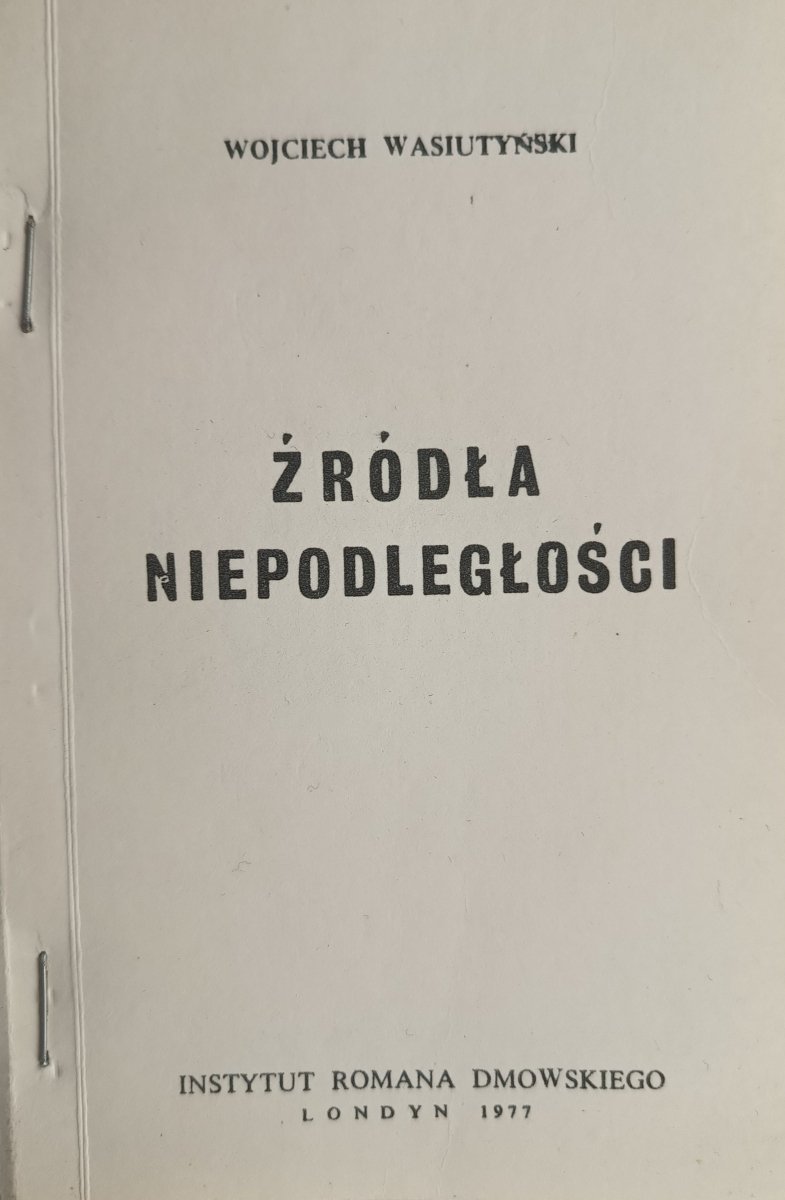 WOJCIECH WASIUTYŃSKI
ŹRÓDŁA
NIEPODLEGŁOŚCI
INSTYTUT ROMANA DMOWSKIEGO
LONDYN 1977